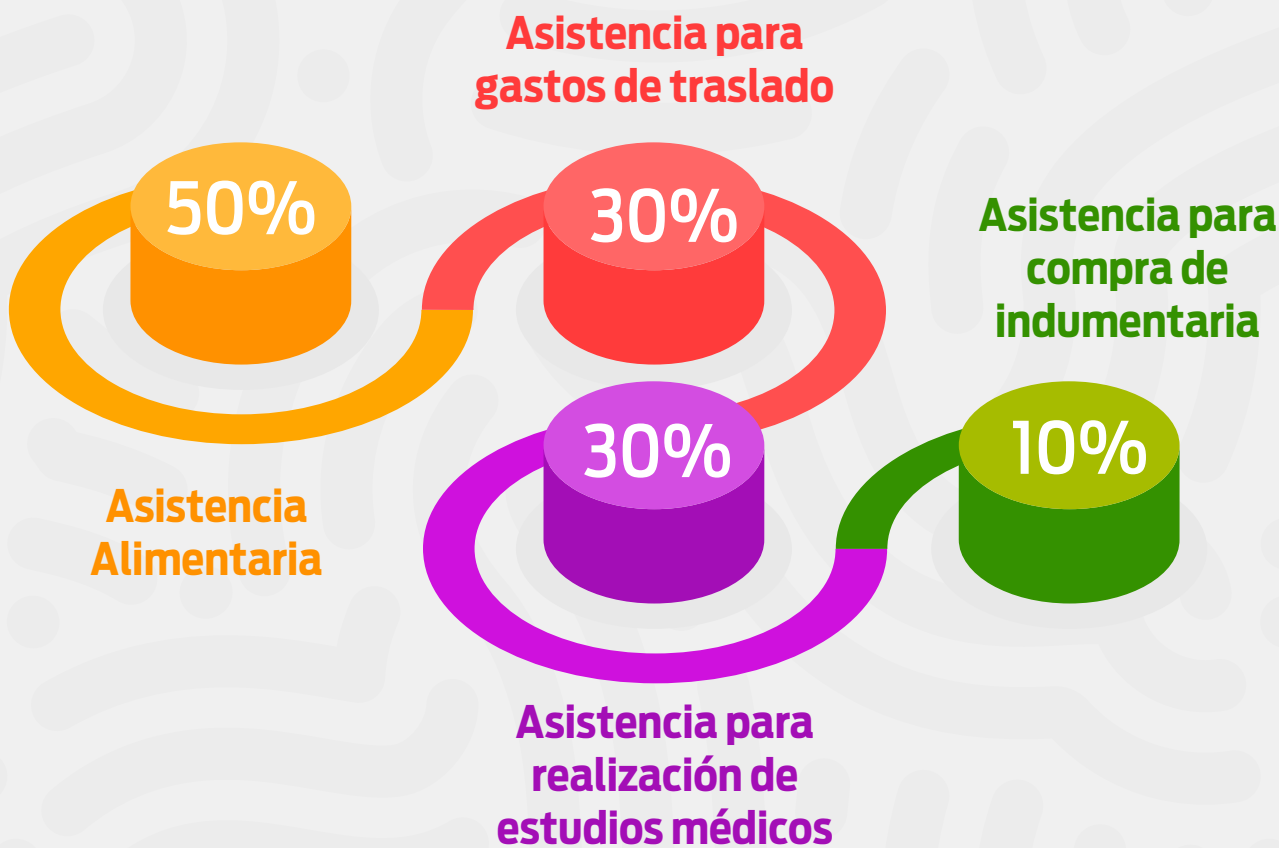 Asistencia para
gastos de traslado
50%
30%
Asistencia para
compra de
indumentaria
30%
10%
Asistencia
Alimentaria
Asistencia para
realización de
estudios médicos